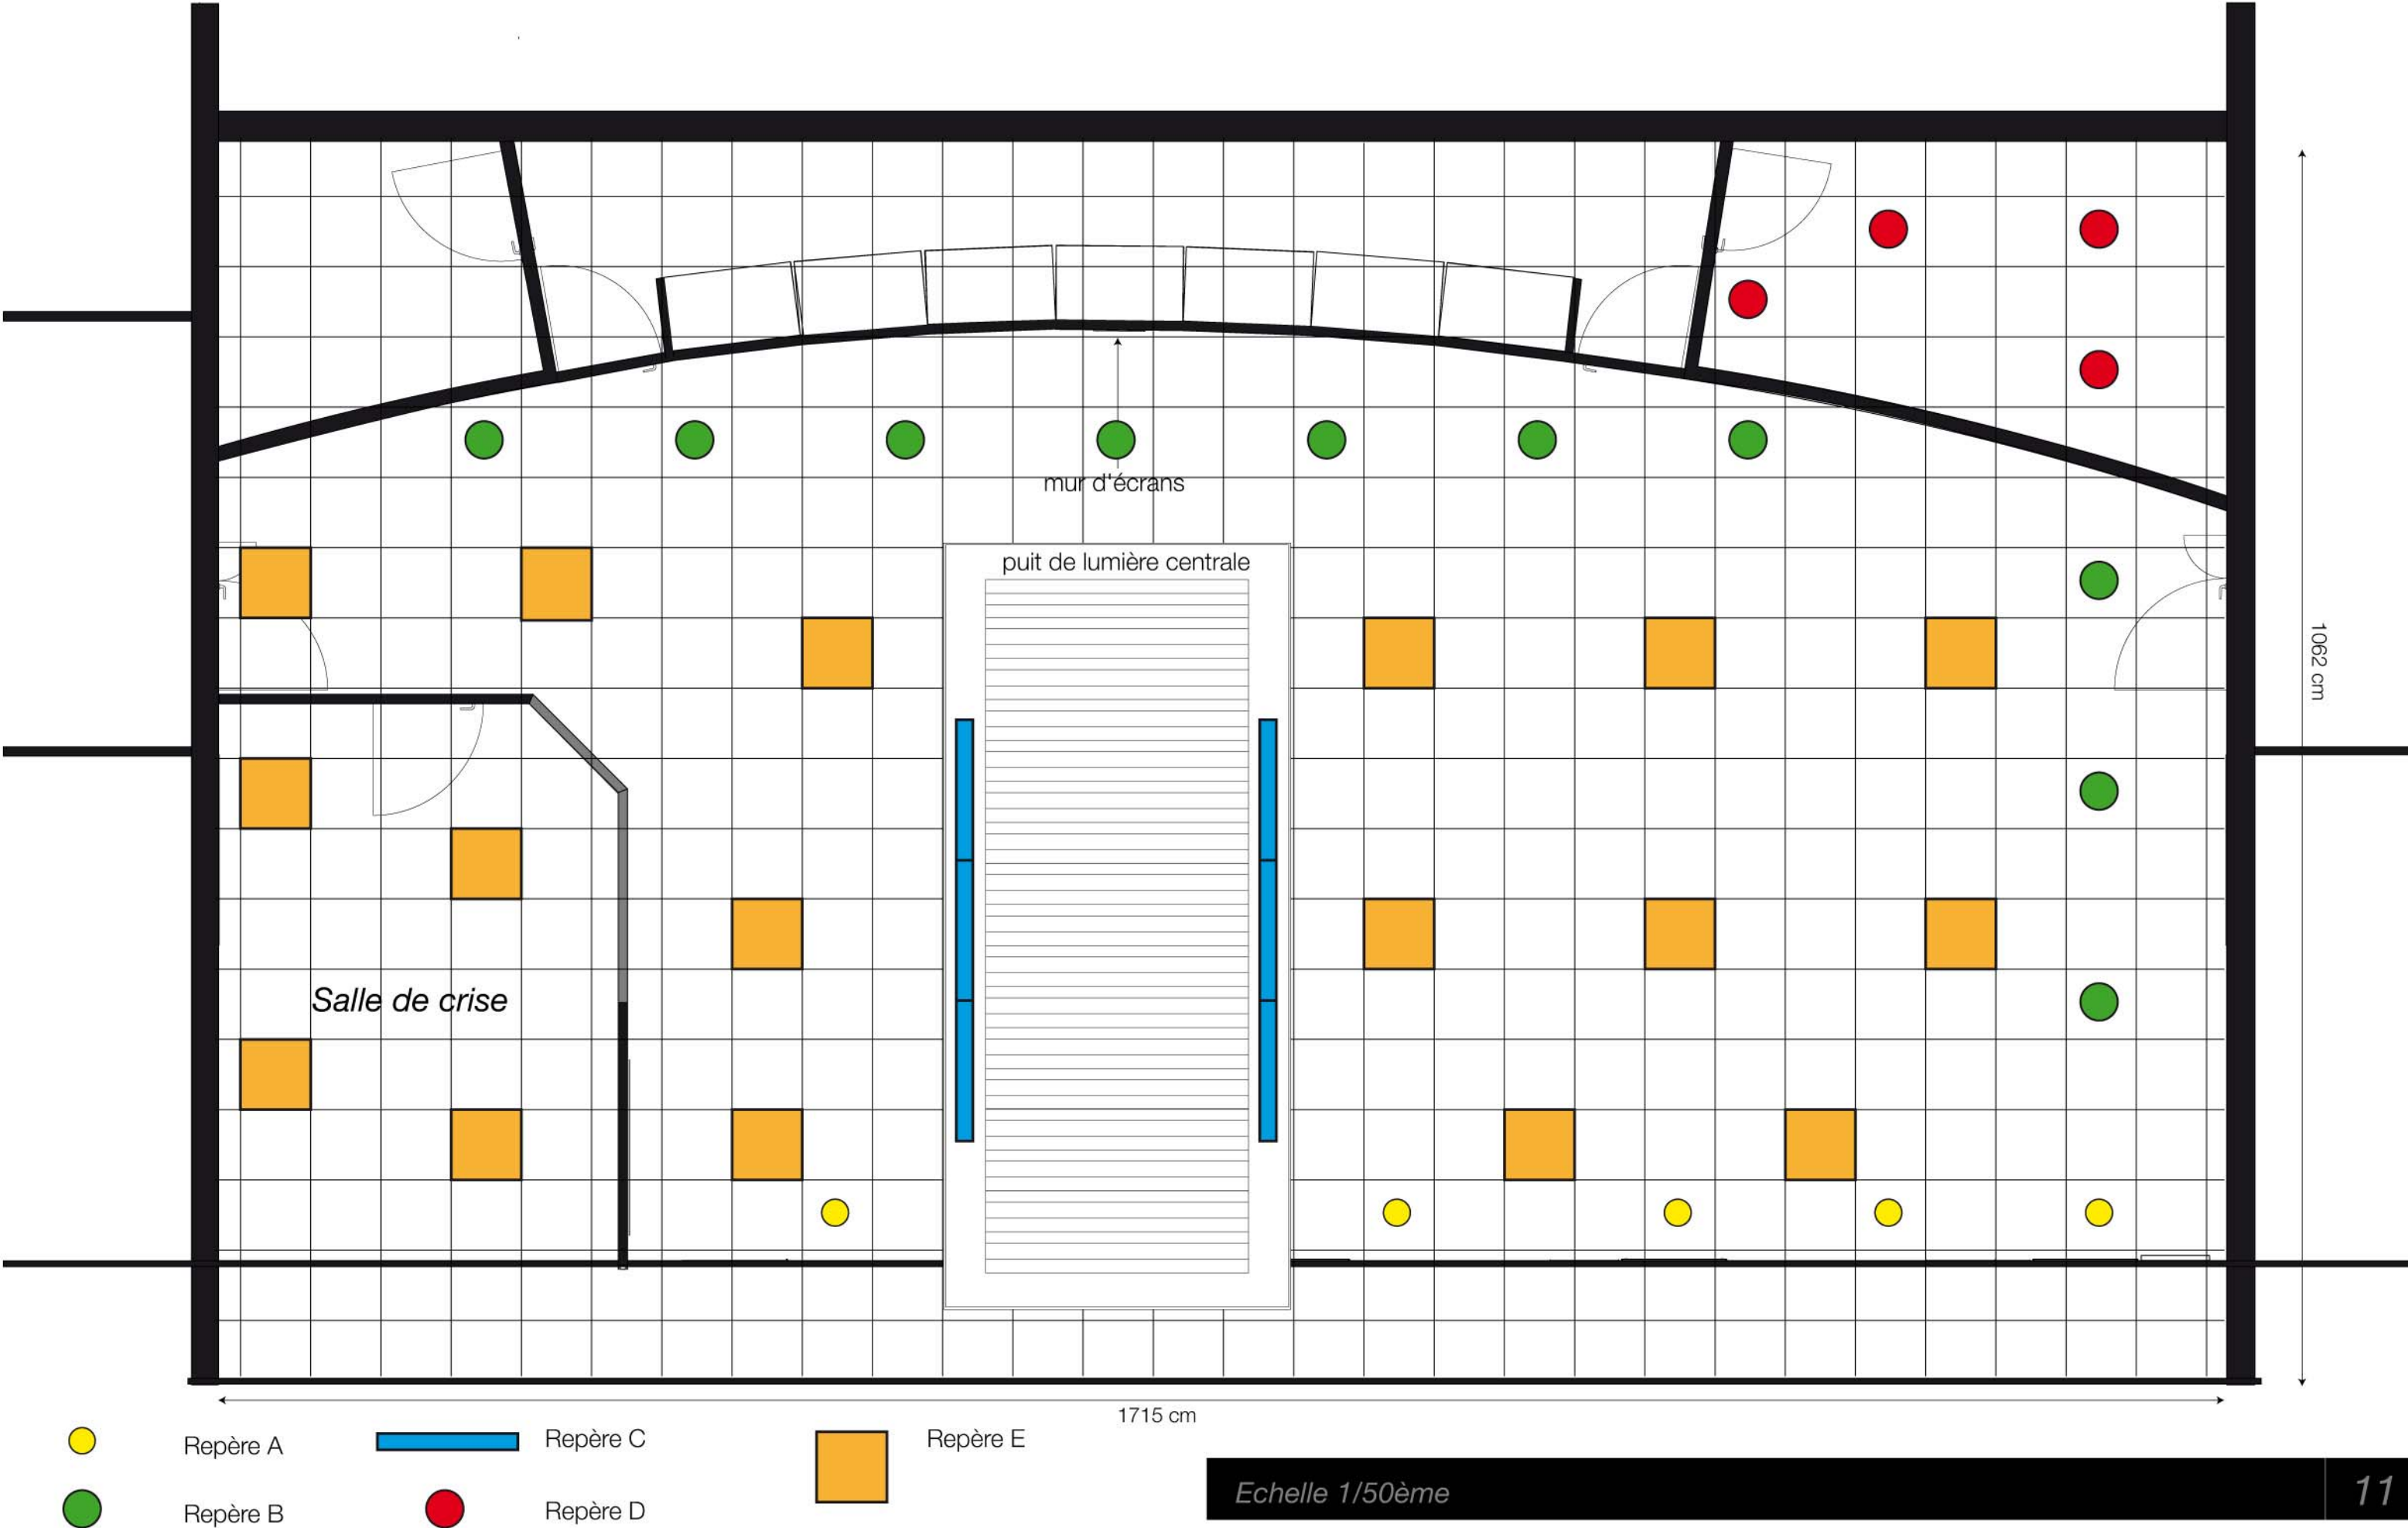 mur d'écrans
puit de lumière centrale
1062 cm
Salle de crise
1715 cm
Repère A
Repère C
Repère E
Repère B
Repère D
Echelle 1/50ème
11